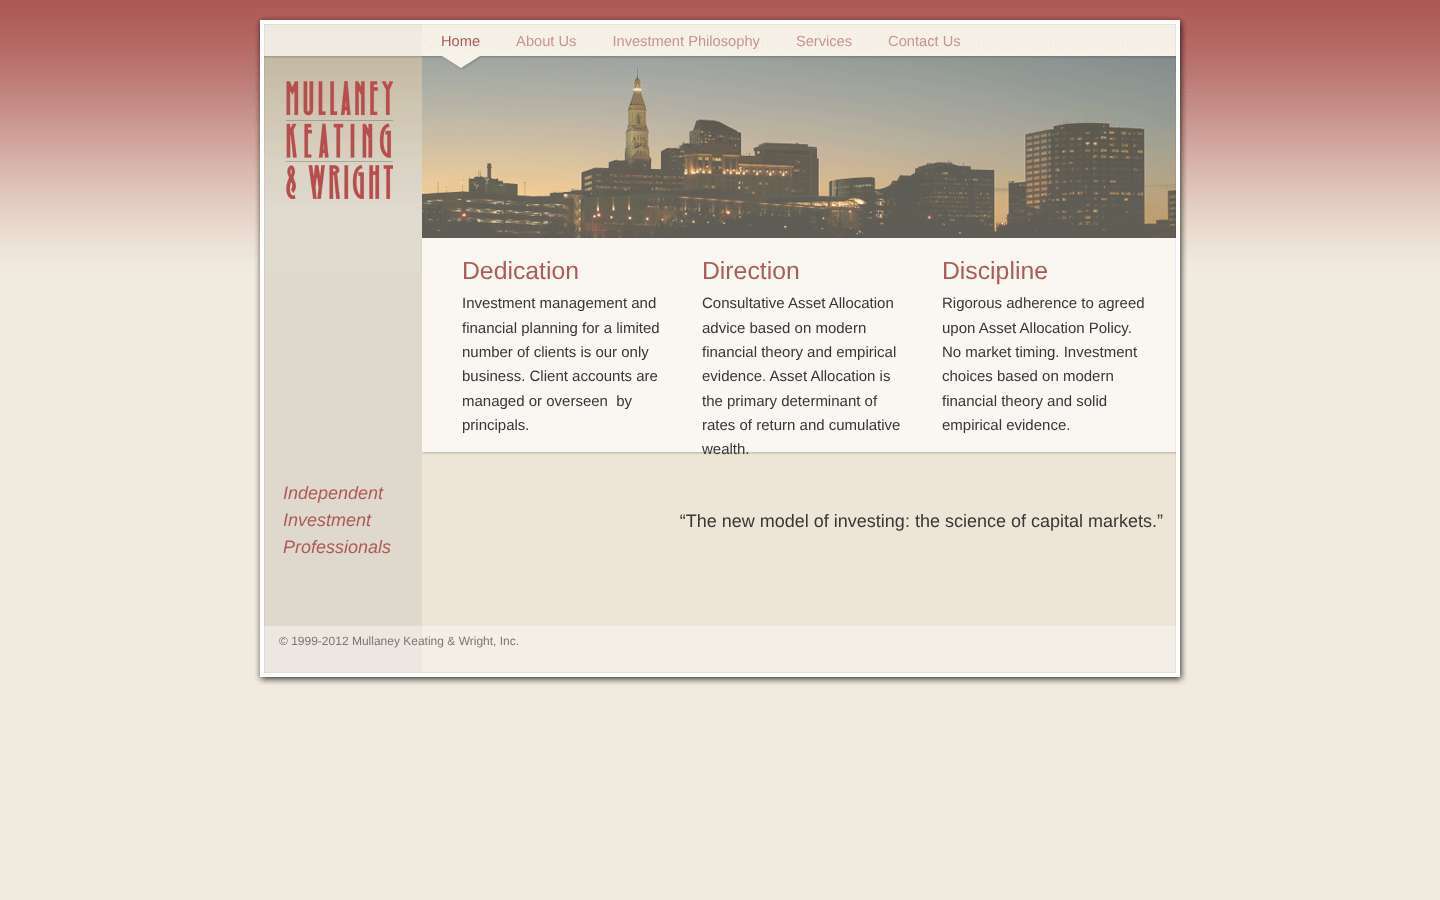 Home About Us Investment Philosophy Services Contact Us
MULLANEY
KEATING
& WRIGHT
Dedication
Investment management and
financial planning for a limited
number of clients is our only
business. Client accounts are
managed or overseen  by
principals.
Direction
Consultative Asset Allocation
advice based on modern
financial theory and empirical
evidence. Asset Allocation is
the primary determinant of
rates of return and cumulative
wealth.
Discipline
Rigorous adherence to agreed
upon Asset Allocation Policy.
No market timing. Investment
choices based on modern
financial theory and solid
empirical evidence.
Independent
Investment
Professionals
“The new model of investing: the science of capital markets.”
© 1999-2012 Mullaney Keating & Wright, Inc.